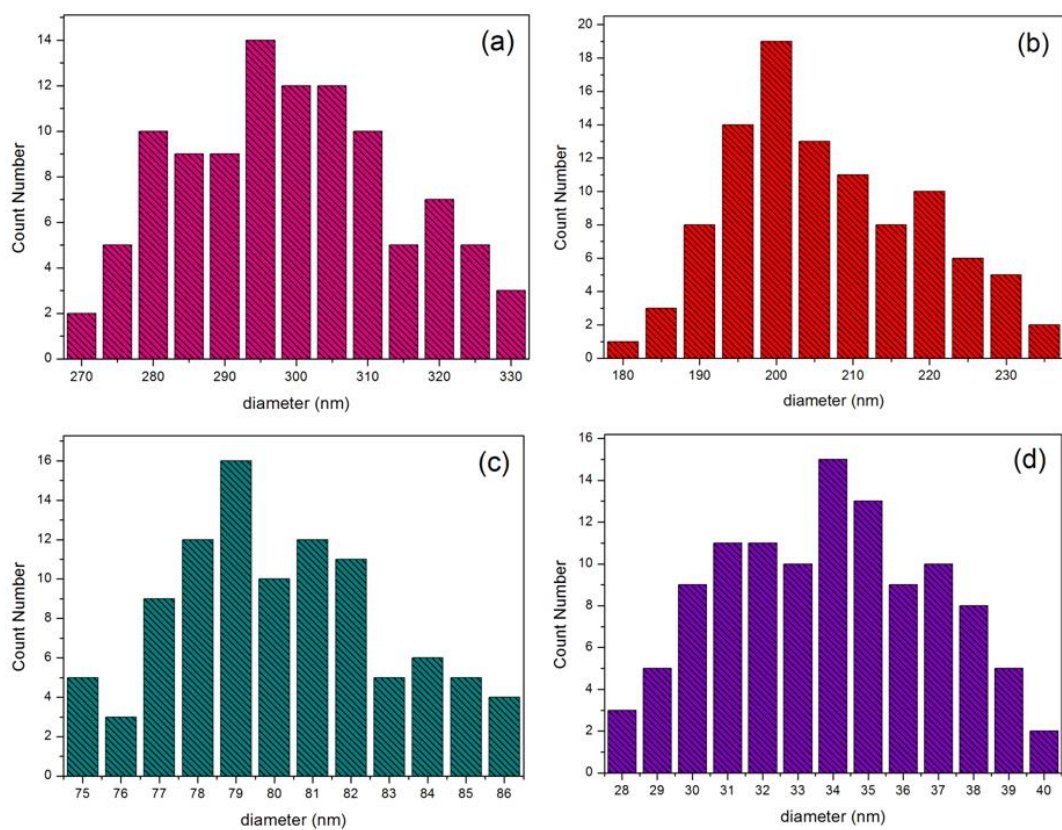 (a)
14
12
10
8
6
4
2
0
Count Number
270 280 290 300 310 320 330
diameter (nm)
(b)
20
18
16
14
12
10
8
6
4
2
0
Count Number
180 190 200 210 220 230
diameter (nm)
(c)
16
14
12
10
8
6
4
2
0
Count Number
75 76 77 78 79 80 81 82 83 84 85 86
diameter (nm)
(d)
16
14
12
10
8
6
4
2
0
Count Number
28 29 30 31 32 33 34 35 36 37 38 39 40
diameter (nm)